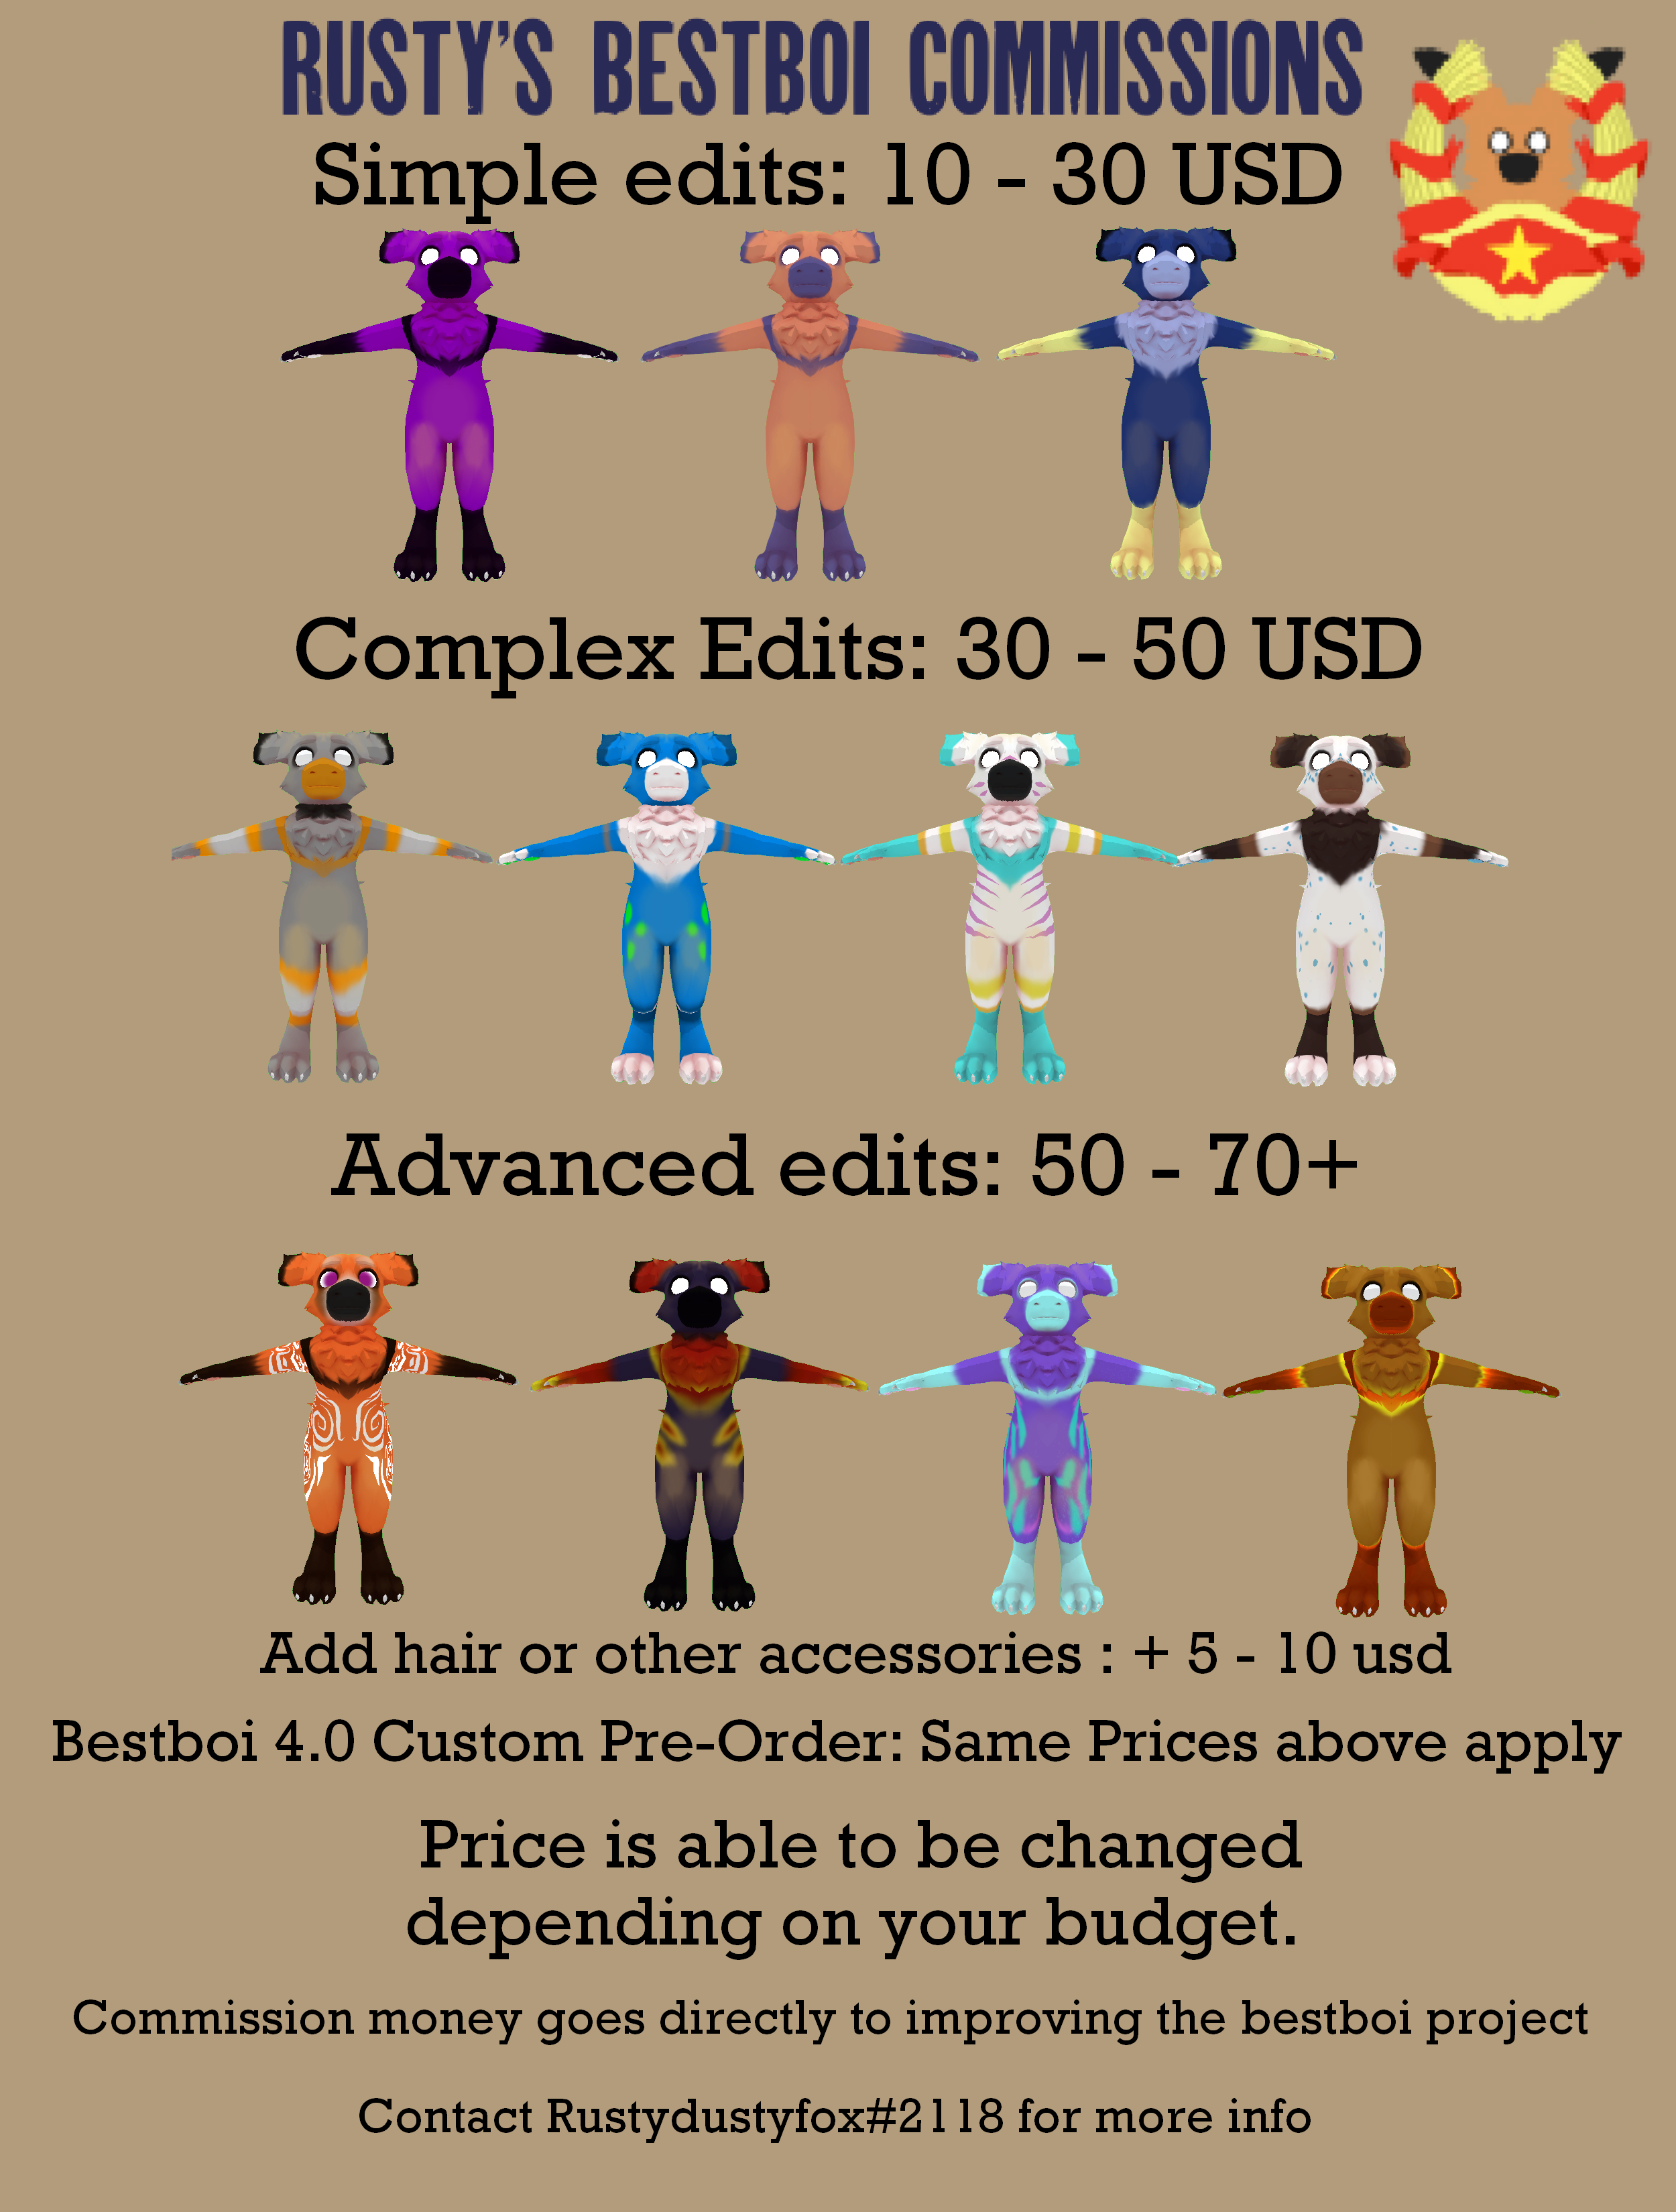 RUSTY'S BESTBOI COMMISSIONS
Simple edits: 10 - 30 USD
Complex Edits: 30 - 50 USD
Advanced edits: 50 - 70+
Add hair or other accessories : + 5 - 10 usd
Bestboi 4.0 Custom Pre-Order: Same Prices above apply
Price is able to be changed
depending on your budget.
Commission money goes directly to improving the bestboi project
Contact Rustydustyfox#2118 for more info